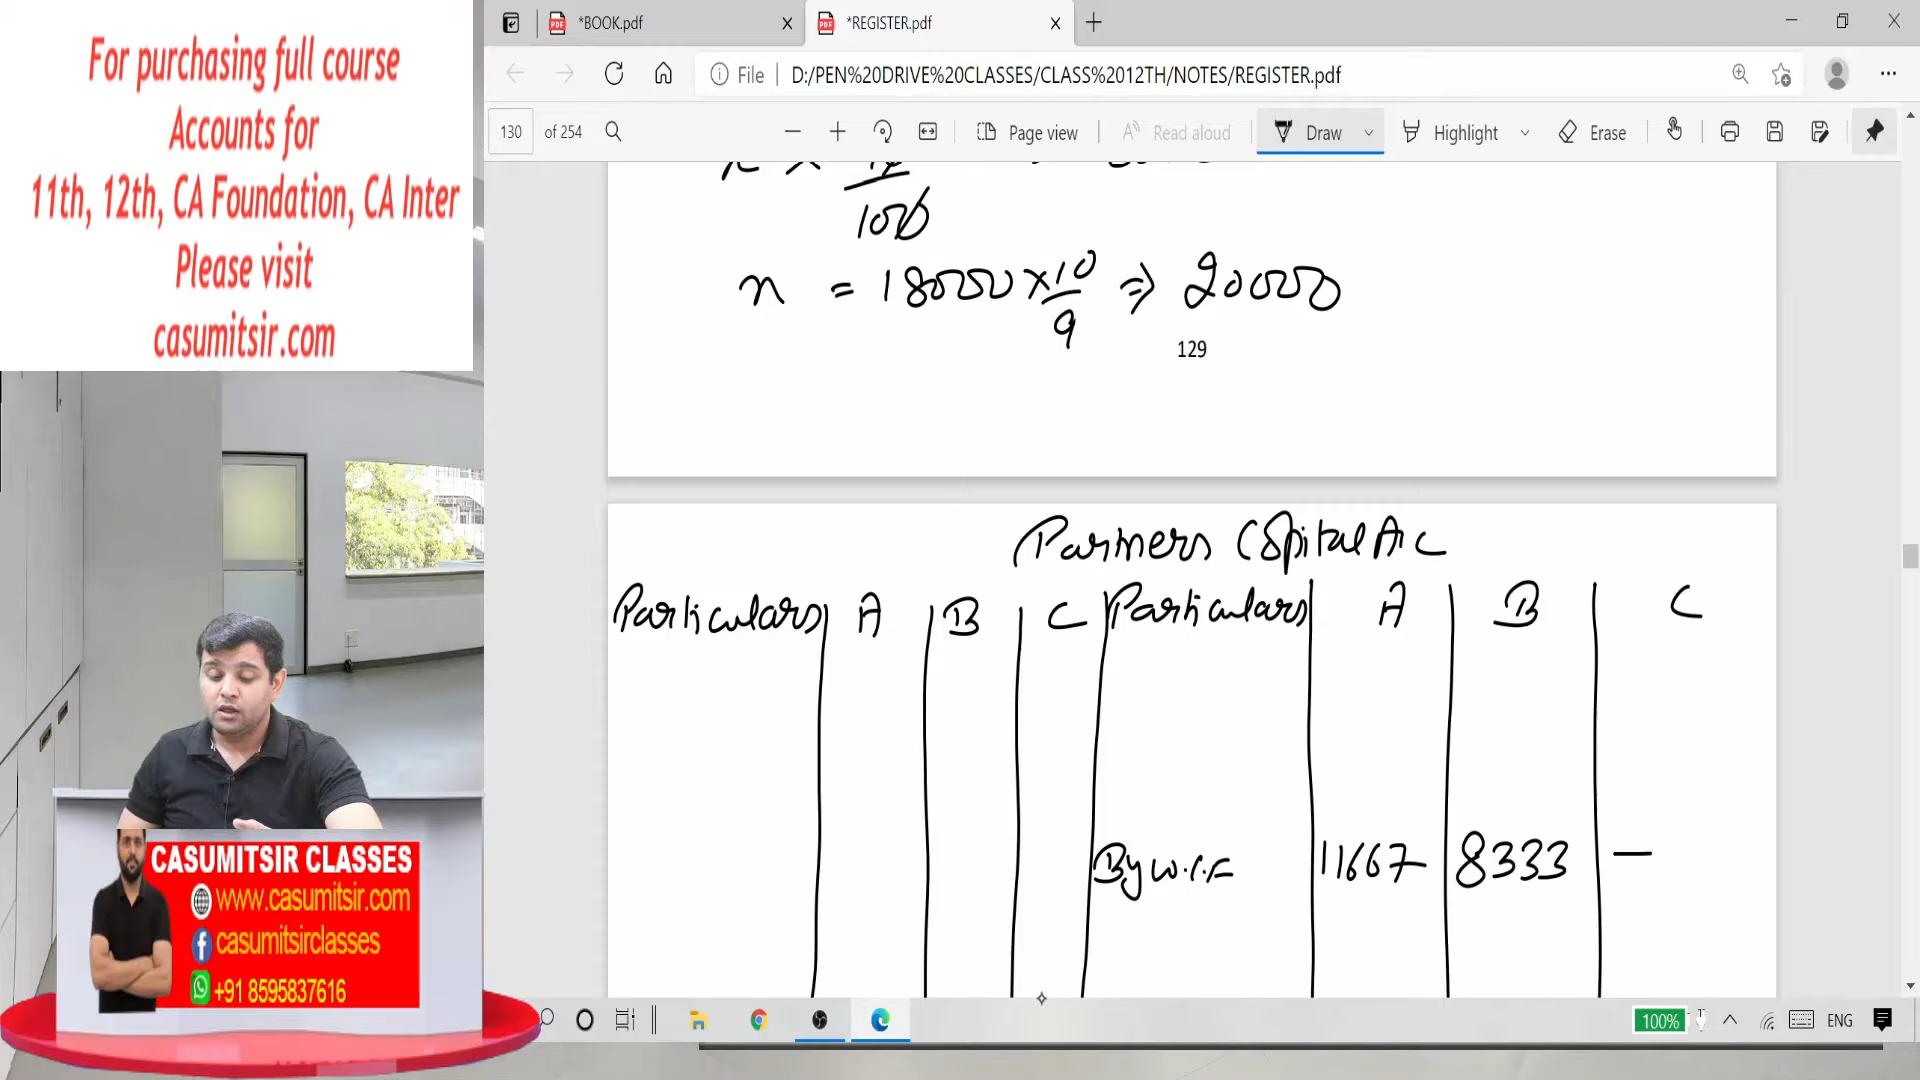 For purchasing full course
Accounts for
11th, 12th, CA Foundation, CA Inter
Please visit
casumitsir.com
*BOOK.pdf
*REGISTER.pdf
File
D:/PEN%20DRIVE%20CLASSES/CLASS%2012TH/NOTES/REGISTER.pdf
130 of 254
Page view
Read aloud
Draw
Highlight
Erase
100
n = 18000 × 10/9 ⇒ 20000
129
Partners Capital A/c
Particulars A B C Particulars A B C
By W.C.F 11667 8333 —
CASUMITSIR CLASSES
www.casumitsir.com
casumitsirclasses
+91 8595837616
100%
ENG